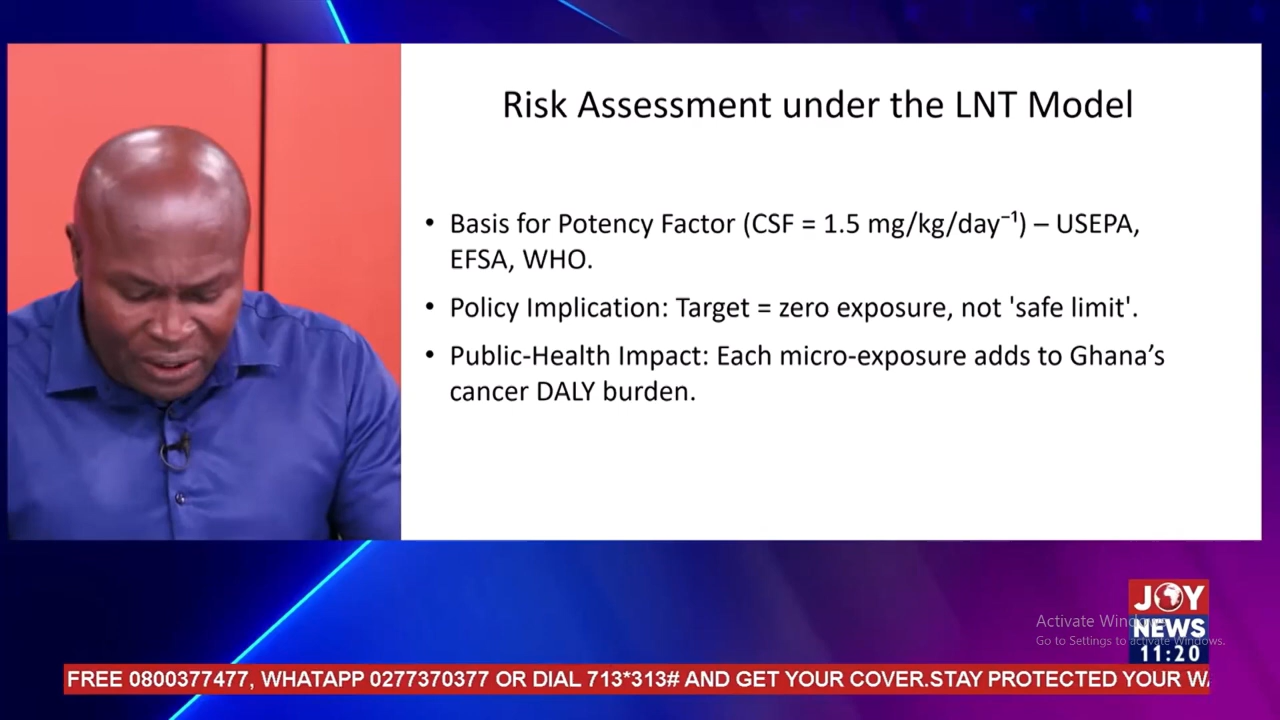 Risk Assessment under the LNT Model
• Basis for Potency Factor (CSF = 1.5 mg/kg/day⁻¹) – USEPA,
EFSA, WHO.
• Policy Implication: Target = zero exposure, not 'safe limit'.
• Public-Health Impact: Each micro-exposure adds to Ghana’s
cancer DALY burden.
JOY
NEWS
11:20
Activate Windows
Go to Settings to activate Windows.
FREE 0800377477, WHATAPP 0277370377 OR DIAL 713*313# AND GET YOUR COVER.STAY PROTECTED YOUR